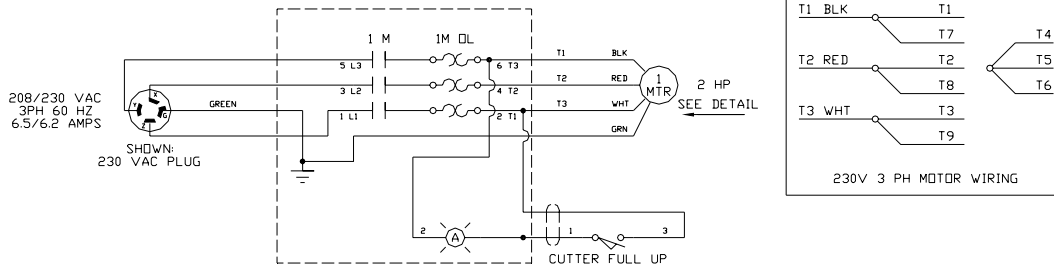 1 M
1M OL
5 L3
6 T3
T1
BLK
3 L2
4 T2
T2
RED
1 L1
2 T1
T3
WHT
GRN
1
MTR
2 HP
SEE DETAIL
208/230 VAC
3PH 60 HZ
6.5/6.2 AMPS
X
Y
G
Z
GREEN
SHOWN:
230 VAC PLUG
2
A
1
3
CUTTER FULL UP
T1 BLK
T1
T7
T2 RED
T2
T8
T3 WHT
T3
T9
T4
T5
T6
230V 3 PH MOTOR WIRING